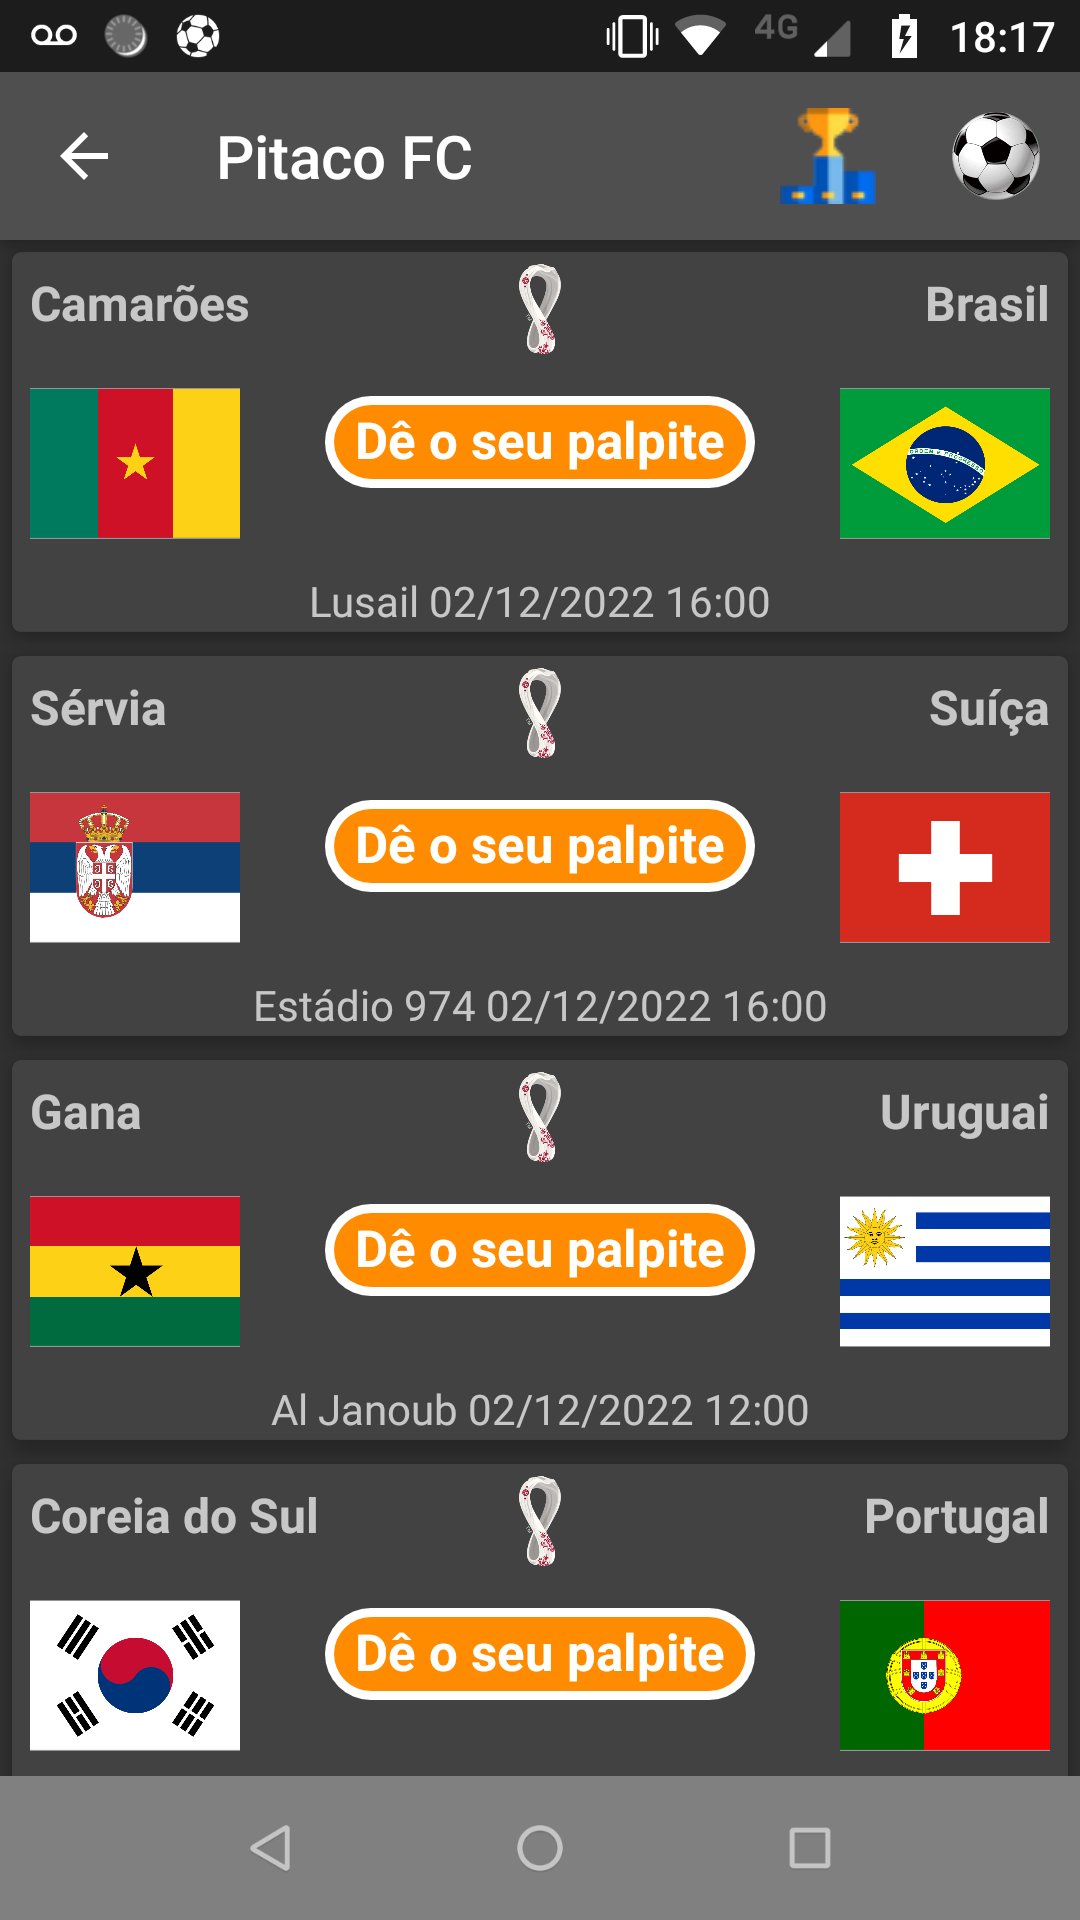 4G 18:17
Pitaco FC
Camarões Brasil
Dê o seu palpite
Lusail 02/12/2022 16:00
Sérvia Suíça
Dê o seu palpite
Estádio 974 02/12/2022 16:00
Gana Uruguai
Dê o seu palpite
Al Janoub 02/12/2022 12:00
Coreia do Sul Portugal
Dê o seu palpite